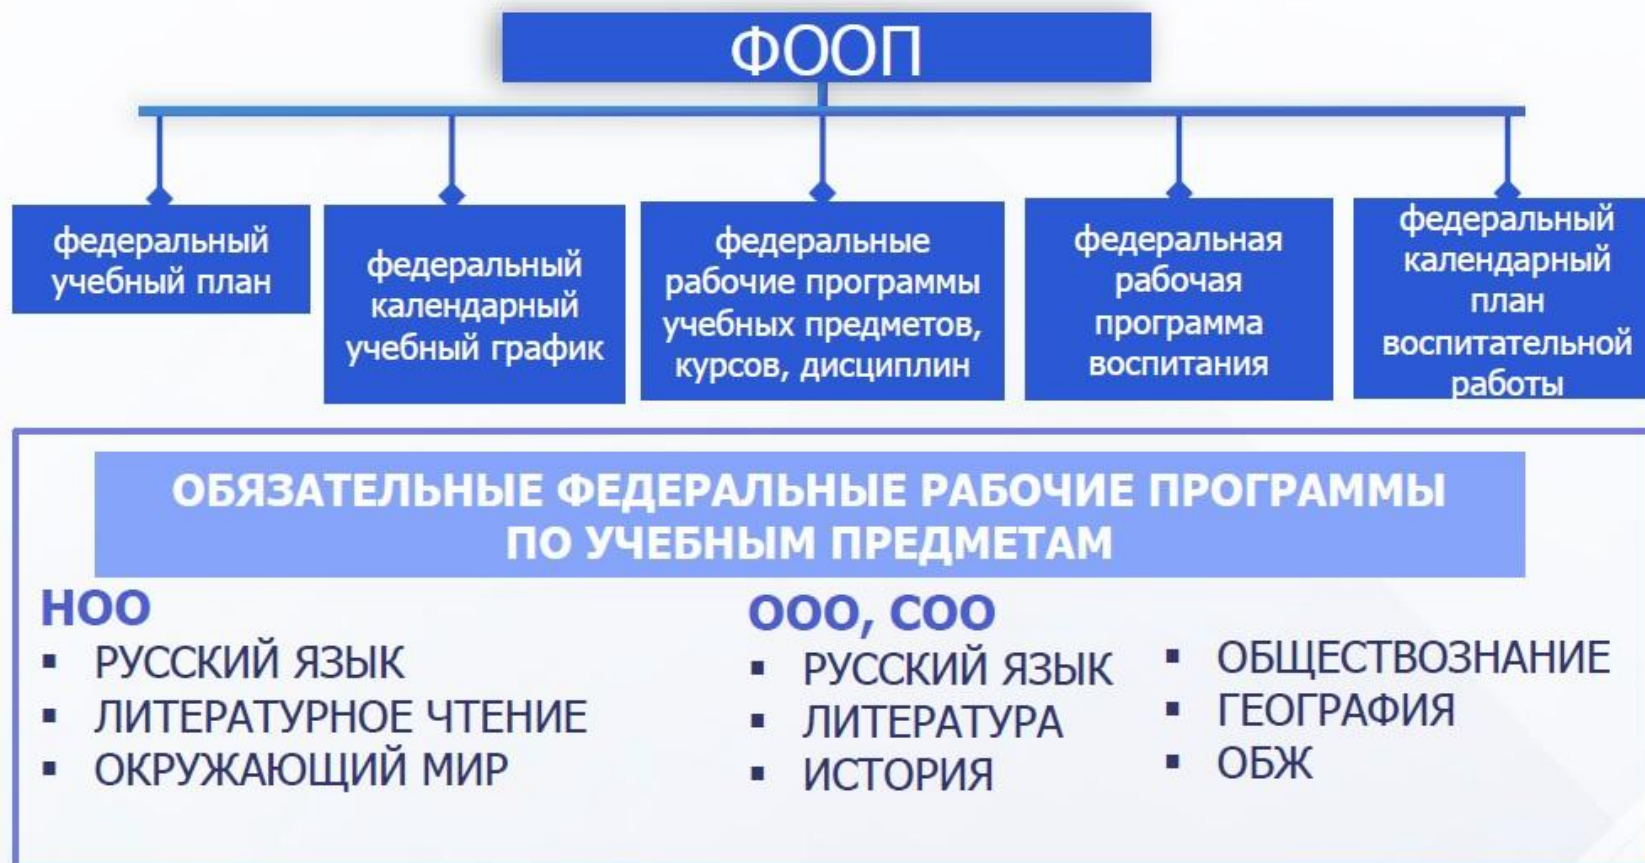 ФООП
федеральный
учебный план
федеральный
календарный
учебный график
федеральные
рабочие программы
учебных предметов,
курсов, дисциплин
федеральная
рабочая
программа
воспитания
федеральный
календарный
план
воспитательной
работы
ОБЯЗАТЕЛЬНЫЕ ФЕДЕРАЛЬНЫЕ РАБОЧИЕ ПРОГРАММЫ
ПО УЧЕБНЫМ ПРЕДМЕТАМ
НОО
▪ РУССКИЙ ЯЗЫК
▪ ЛИТЕРАТУРНОЕ ЧТЕНИЕ
▪ ОКРУЖАЮЩИЙ МИР
ООО, СОО
▪ РУССКИЙ ЯЗЫК
▪ ЛИТЕРАТУРА
▪ ИСТОРИЯ
▪ ОБЩЕСТВОЗНАНИЕ
▪ ГЕОГРАФИЯ
▪ ОБЖ